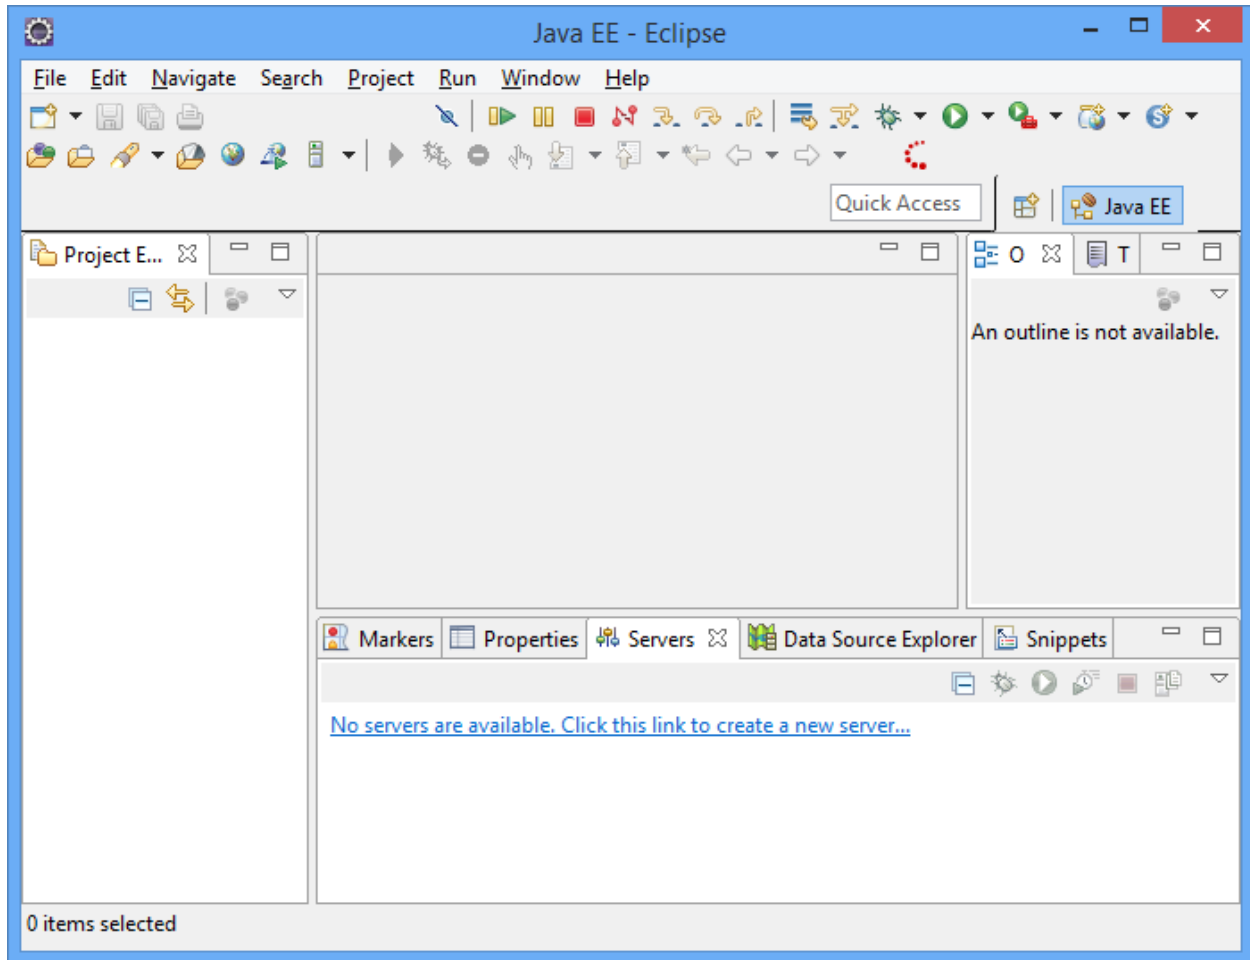 Java EE - Eclipse
File Edit Navigate Search Project Run Window Help
Quick Access
Java EE
Project E...
O
T
An outline is not available.
Markers
Properties
Servers
Data Source Explorer
Snippets
No servers are available. Click this link to create a new server...
0 items selected